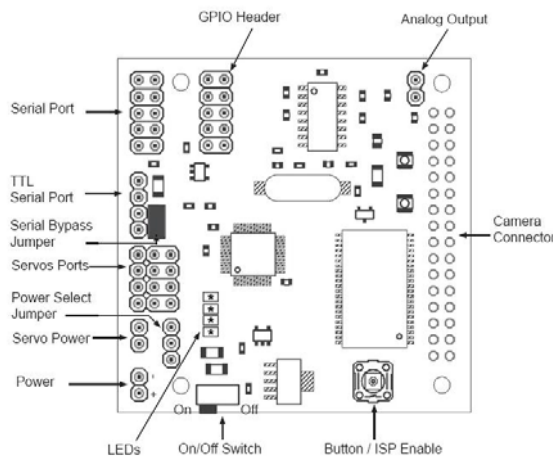 GPIO Header
Analog Output
Serial Port
TTL
Serial Port
Serial Bypass
Jumper
Servos Ports
Camera
Connector
Power Select
Jumper
Servo Power
Power
-
+
On
Off
LEDs
On/Off Switch
Button / ISP Enable